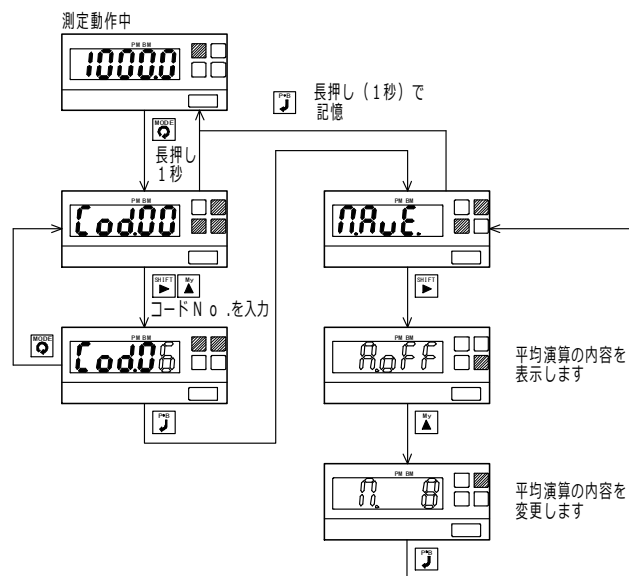 測定動作中
PM BM
1000.0
MODE
長押し
1秒
P•B
長押し（1秒）で
記憶
PM BM
Cod.00
PM BM
M.AvE.
SHIFT
My
コードNo.を入力
SHIFT
MODE
PM BM
Cod.06
P•B
PM BM
A.oFF
平均演算の内容を
表示します
My
PM BM
M. 8
平均演算の内容を
変更します
P•B